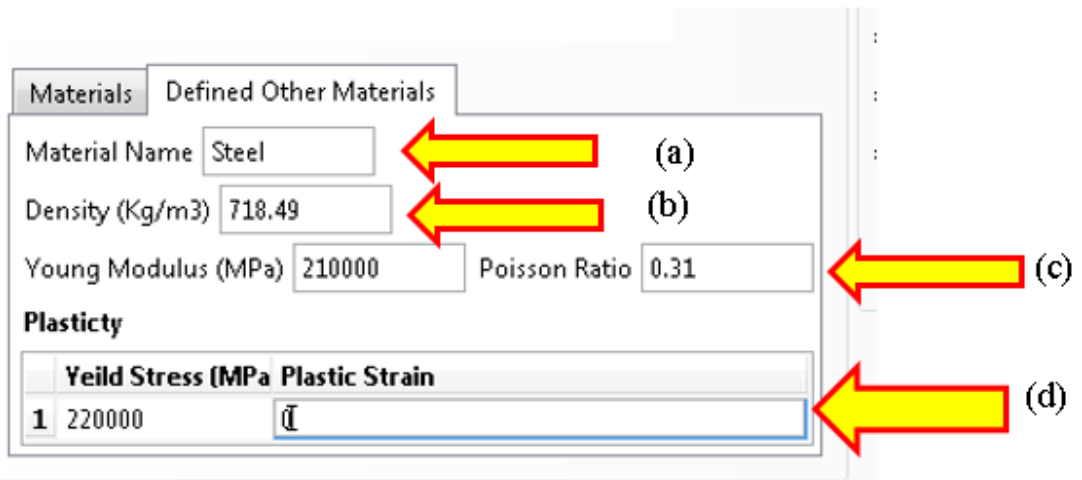 Materials Defined Other Materials
Material Name Steel (a)
Density (Kg/m3) 718.49 (b)
Young Modulus (MPa) 210000 Poisson Ratio 0.31 (c)
Plasticty
Yeild Stress (MPa Plastic Strain
1 220000 0 (d)